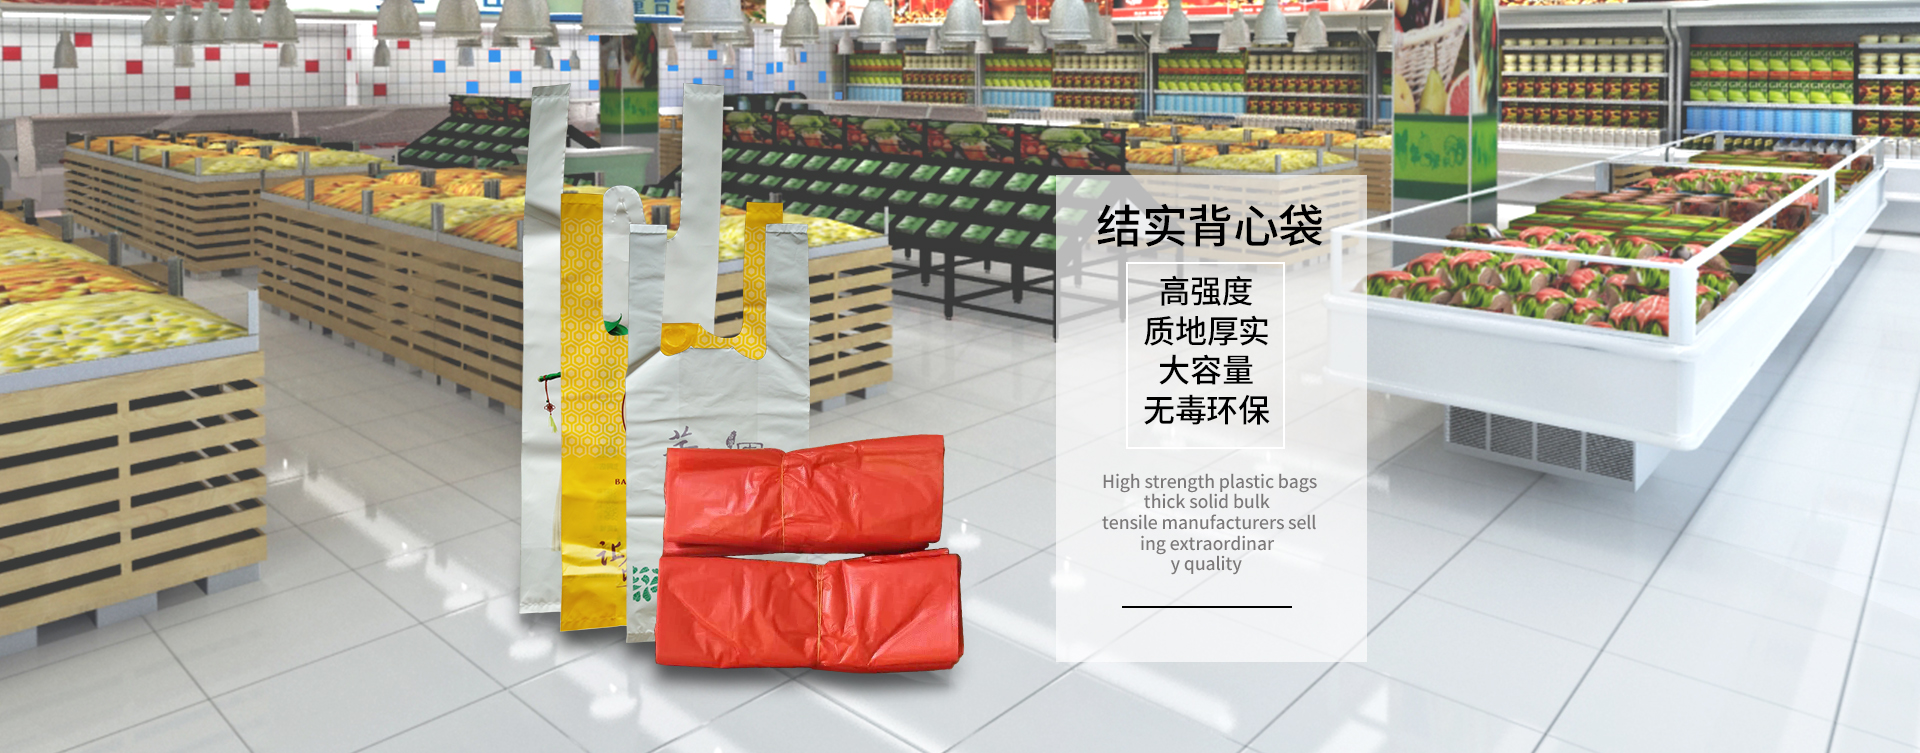 结实背心袋
高强度
质地厚实
大容量
无毒环保
High strength plastic bags
thick solid bulk
tensile manufacturers sell
ing extraordinar
y quality
BA